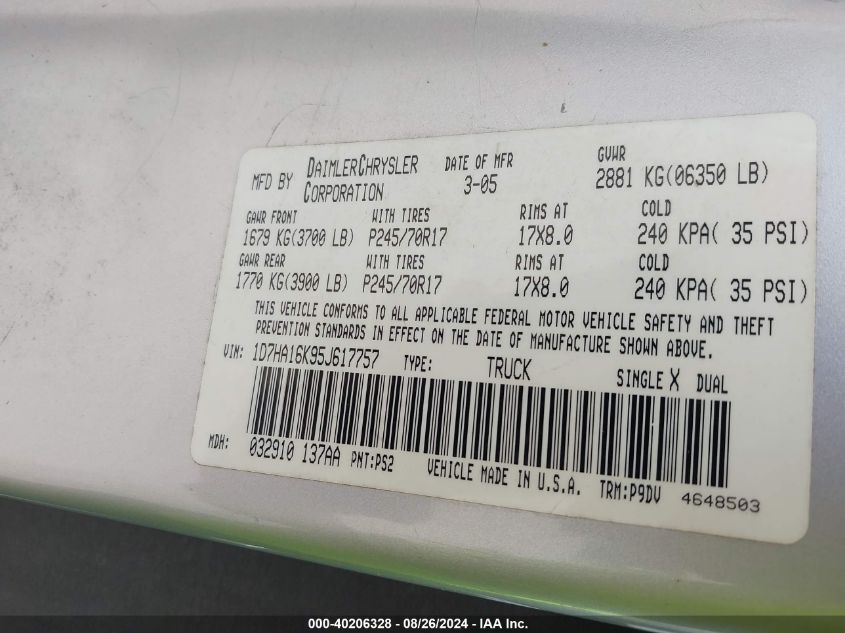 MFD BY DAIMLERCHRYSLER CORPORATION DATE OF MFR 3-05 GVWR 2881 KG(06350 LB)
GAWR FRONT WITH TIRES RIMS AT COLD
1679 KG(3700 LB) P245/70R17 17X8.0 240 KPA( 35 PSI)
GAWR REAR WITH TIRES RIMS AT COLD
1770 KG(3900 LB) P245/70R17 17X8.0 240 KPA( 35 PSI)
THIS VEHICLE CONFORMS TO ALL APPLICABLE FEDERAL MOTOR VEHICLE SAFETY AND THEFT
PREVENTION STANDARDS IN EFFECT ON THE DATE OF MANUFACTURE SHOWN ABOVE.
VIN: 1D7HA16K95J617757 TYPE: TRUCK SINGLE X DUAL
MDH: 032910 137AA PNT:PS2 VEHICLE MADE IN U.S.A. TRM:P9DV 4648503
000-40206328 - 08/26/2024 - IAA Inc.